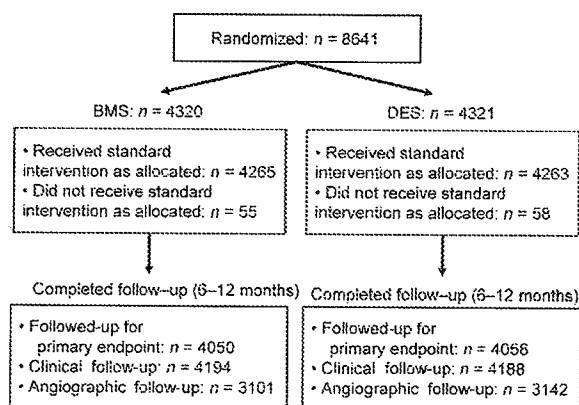 Randomized: n = 8641
BMS: n = 4320
• Received standard
intervention as allocated: n = 4265
• Did not receive standard
intervention as allocated: n = 55
Completed follow–up (6–12 months)
• Followed-up for
primary endpoint: n = 4050
• Clinical follow-up: n = 4194
• Angiographic follow-up: n = 3101
DES: n = 4321
• Received standard
intervention as allocated: n = 4263
• Did not receive standard
intervention as allocated: n = 58
Completed follow–up (6–12 months)
• Followed-up for
primary endpoint: n = 4056
• Clinical follow-up: n = 4188
• Angiographic follow-up: n = 3142